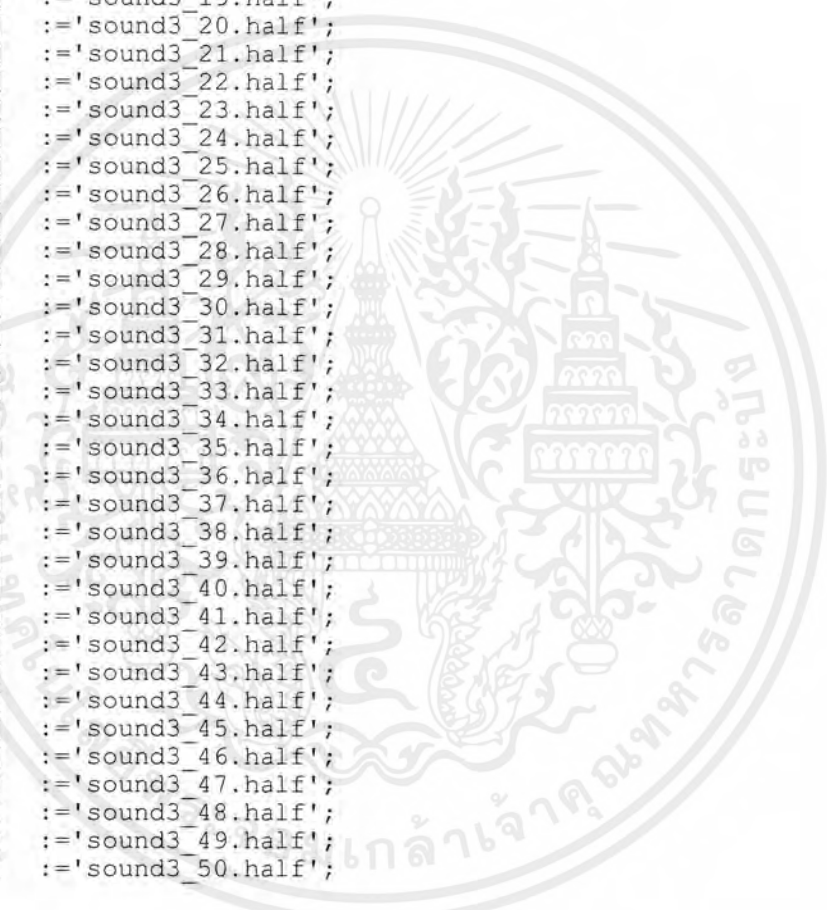 :='sound3_19.half';
:='sound3_20.half';
:='sound3_21.half';
:='sound3_22.half';
:='sound3_23.half';
:='sound3_24.half';
:='sound3_25.half';
:='sound3_26.half';
:='sound3_27.half';
:='sound3_28.half';
:='sound3_29.half';
:='sound3_30.half';
:='sound3_31.half';
:='sound3_32.half';
:='sound3_33.half';
:='sound3_34.half';
:='sound3_35.half';
:='sound3_36.half';
:='sound3_37.half';
:='sound3_38.half';
:='sound3_39.half';
:='sound3_40.half';
:='sound3_41.half';
:='sound3_42.half';
:='sound3_43.half';
:='sound3_44.half';
:='sound3_45.half';
:='sound3_46.half';
:='sound3_47.half';
:='sound3_48.half';
:='sound3_49.half';
:='sound3_50.half';